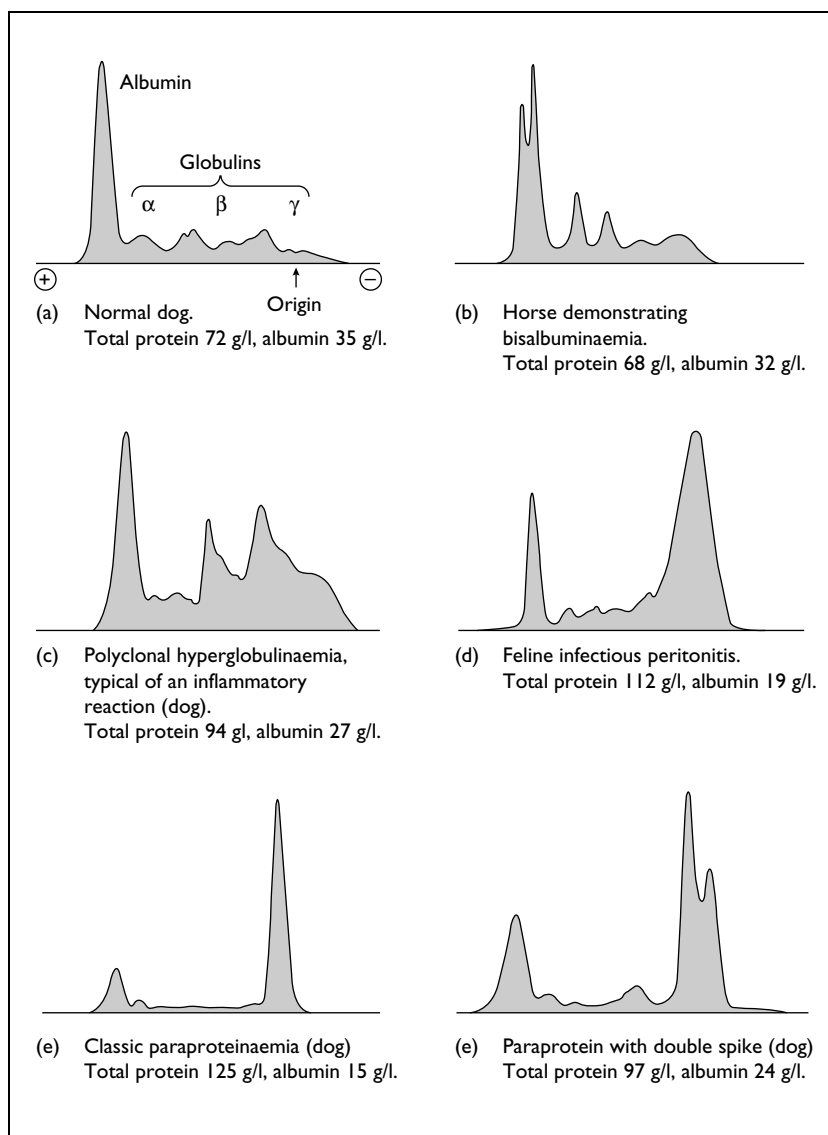 Albumin
Globulins
α β γ
+ −
Origin
(a) Normal dog.
Total protein 72 g/l, albumin 35 g/l.
(b) Horse demonstrating
bisalbuminaemia.
Total protein 68 g/l, albumin 32 g/l.
(c) Polyclonal hyperglobulinaemia,
typical of an inflammatory
reaction (dog).
Total protein 94 gl, albumin 27 g/l.
(d) Feline infectious peritonitis.
Total protein 112 g/l, albumin 19 g/l.
(e) Classic paraproteinaemia (dog)
Total protein 125 g/l, albumin 15 g/l.
(e) Paraprotein with double spike (dog)
Total protein 97 g/l, albumin 24 g/l.